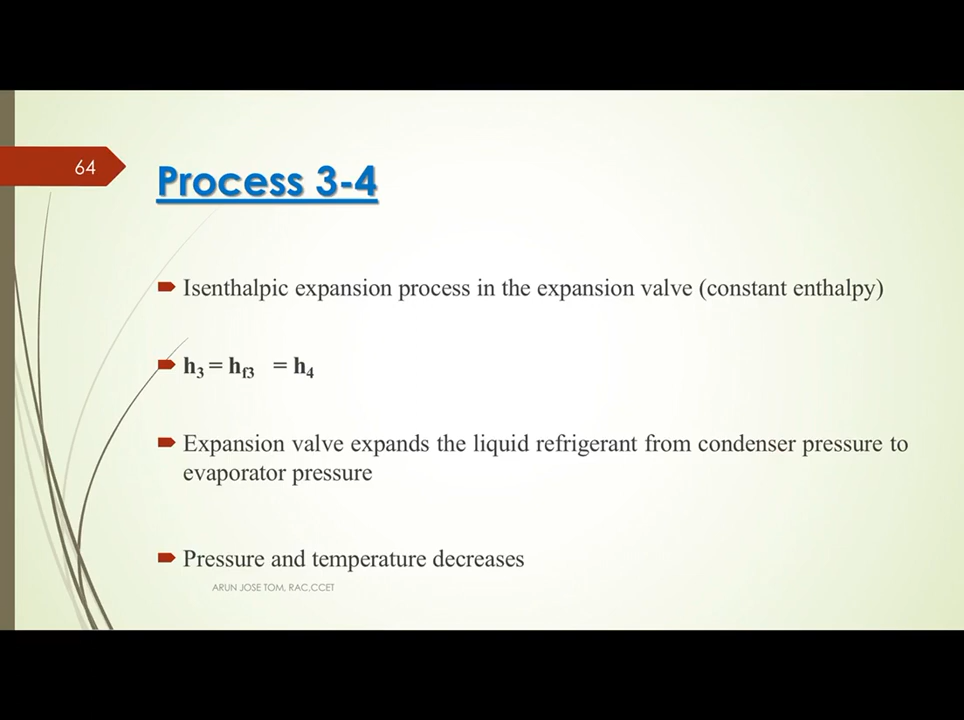 64
Process 3-4
Isenthalpic expansion process in the expansion valve (constant enthalpy)
h3 = hf3 = h4
Expansion valve expands the liquid refrigerant from condenser pressure to
evaporator pressure
Pressure and temperature decreases
ARUN JOSE TOM, RAC,CCET